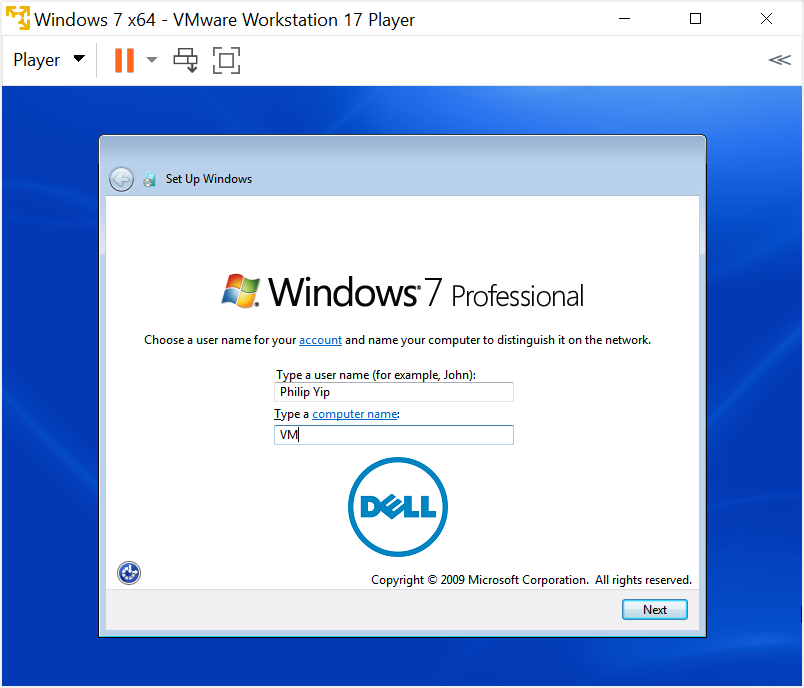 Windows 7 x64 - VMware Workstation 17 Player
Player
Set Up Windows
Windows 7 Professional
Choose a user name for your account and name your computer to distinguish it on the network.
Type a user name (for example, John):
Philip Yip
Type a computer name:
VM
DELL
Copyright © 2009 Microsoft Corporation. All rights reserved.
Next